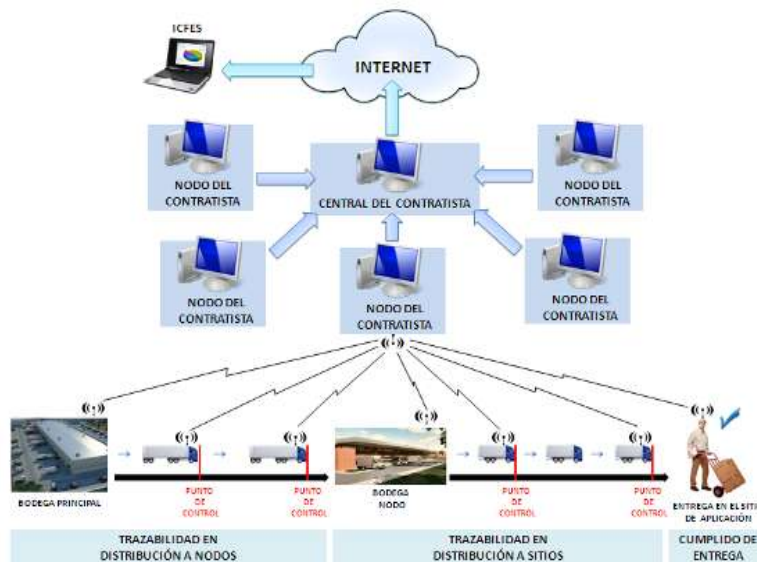 ICFES
INTERNET
NODO DEL
CONTRATISTA
CENTRAL DEL CONTRATISTA
NODO DEL
CONTRATISTA
NODO DEL
CONTRATISTA
NODO DEL
CONTRATISTA
NODO DEL
CONTRATISTA
BODEGA PRINCIPAL
PUNTO
DE
CONTROL
PUNTO
DE
CONTROL
BODEGA
NODO
PUNTO
DE
CONTROL
PUNTO
DE
CONTROL
ENTREGA EN EL SITI
DE APLICACIÓN
TRAZABILIDAD EN
DISTRIBUCIÓN A NODOS
TRAZABILIDAD EN
DISTRIBUCIÓN A SITIOS
CUMPLIDO DE
ENTREGA